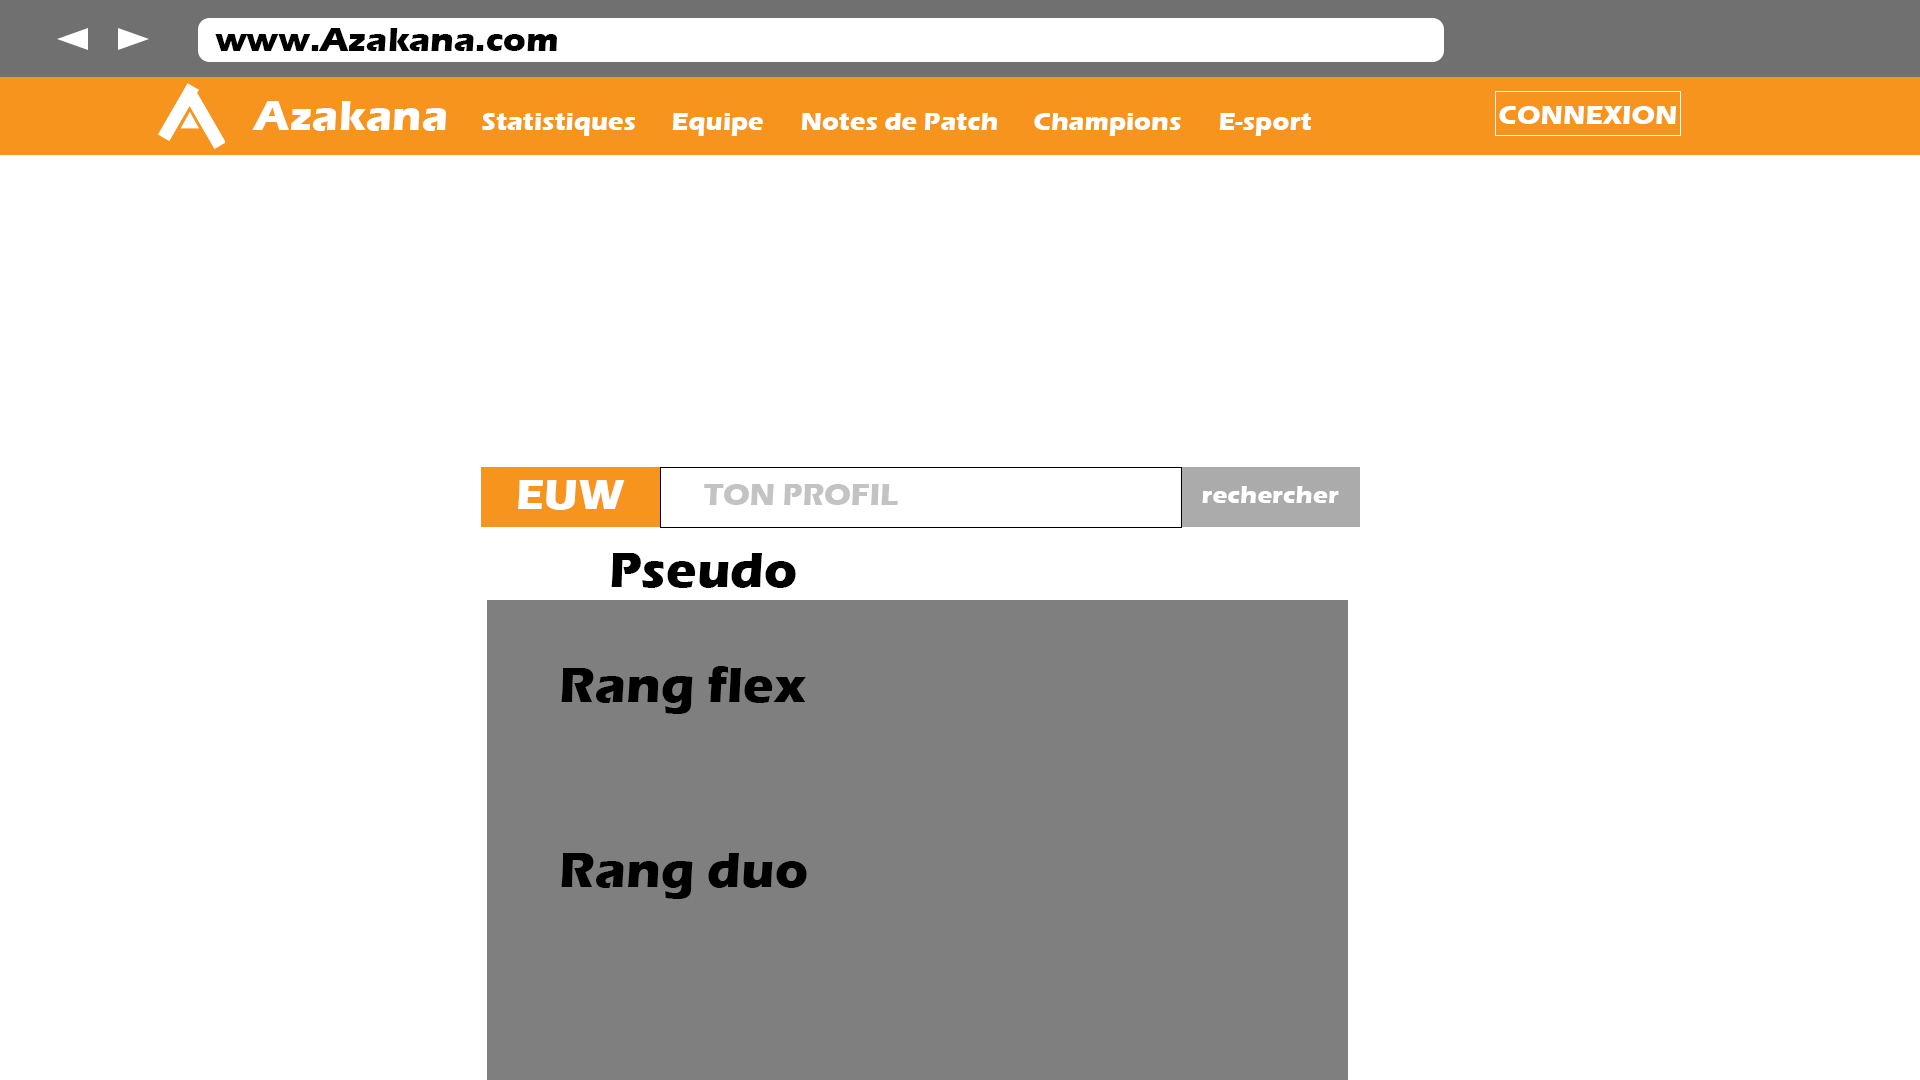 www.Azakana.com
Azakana Statistiques Equipe Notes de Patch Champions E-sport CONNEXION
EUW TON PROFIL rechercher
Pseudo
Rang flex
Rang duo